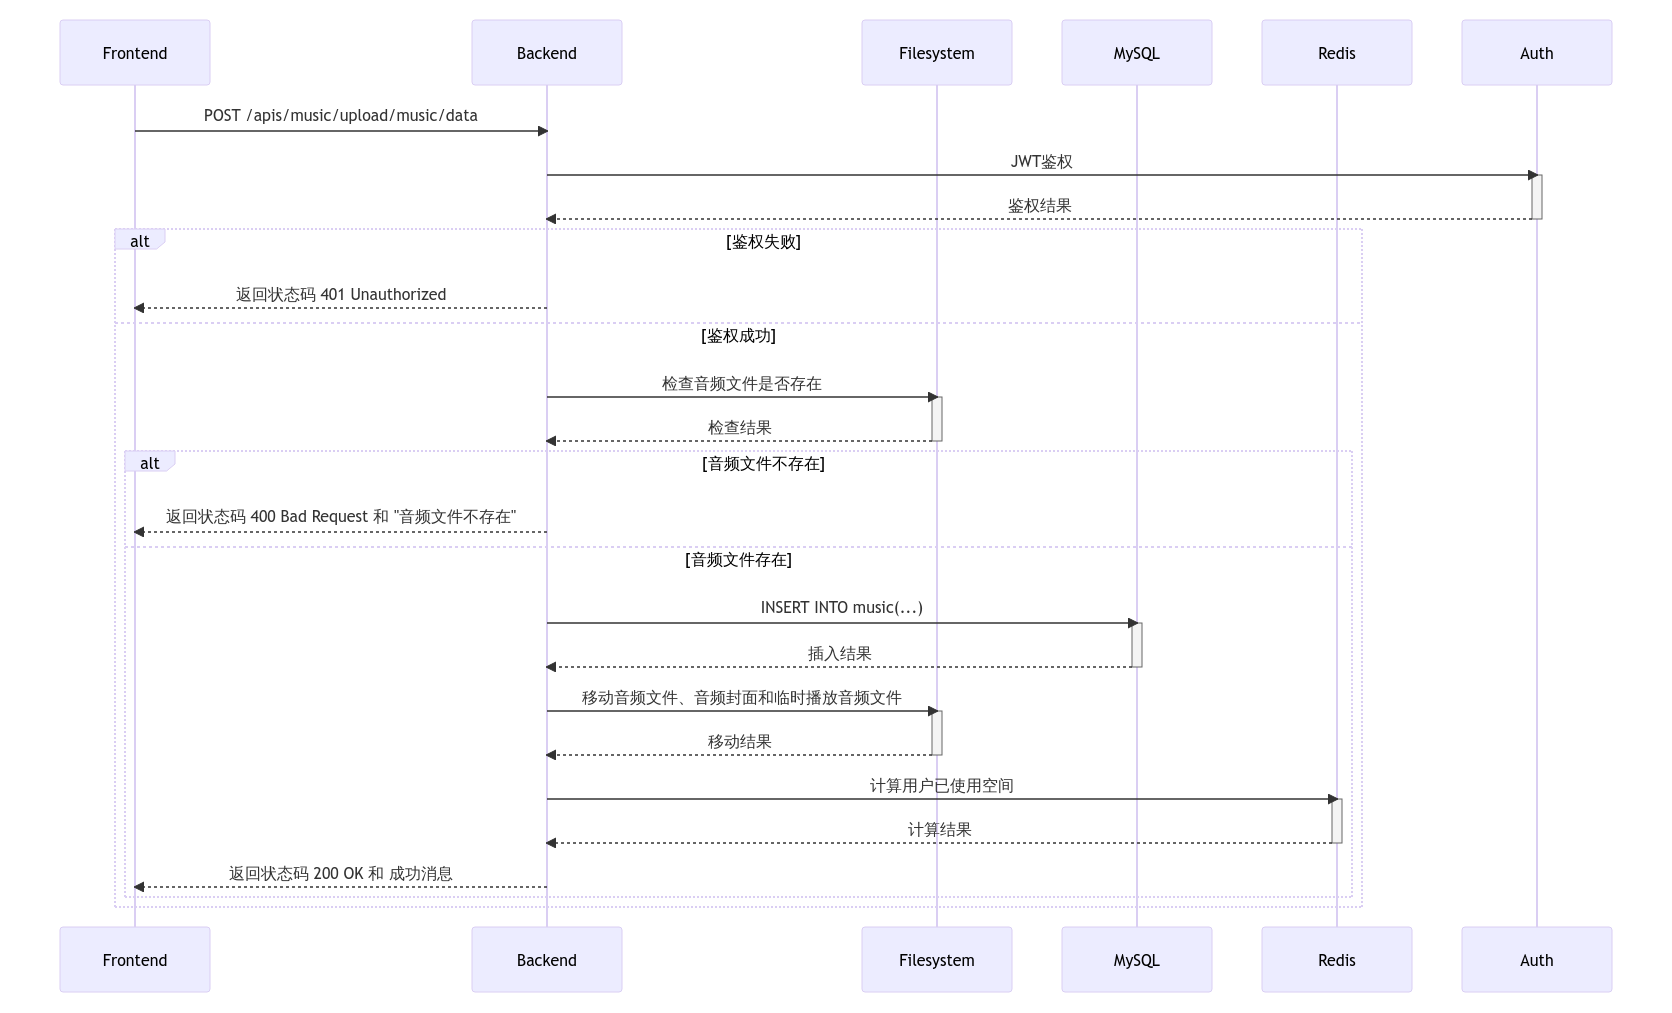 Frontend
Backend
Filesystem
MySQL
Redis
Auth
POST /apis/music/upload/music/data
JWT鉴权
鉴权结果
alt
[鉴权失败]
返回状态码 401 Unauthorized
[鉴权成功]
检查音频文件是否存在
检查结果
alt
[音频文件不存在]
返回状态码 400 Bad Request 和 "音频文件不存在"
[音频文件存在]
INSERT INTO music(...)
插入结果
移动音频文件、音频封面和临时播放音频文件
移动结果
计算用户已使用空间
计算结果
返回状态码 200 OK 和 成功消息
Frontend
Backend
Filesystem
MySQL
Redis
Auth